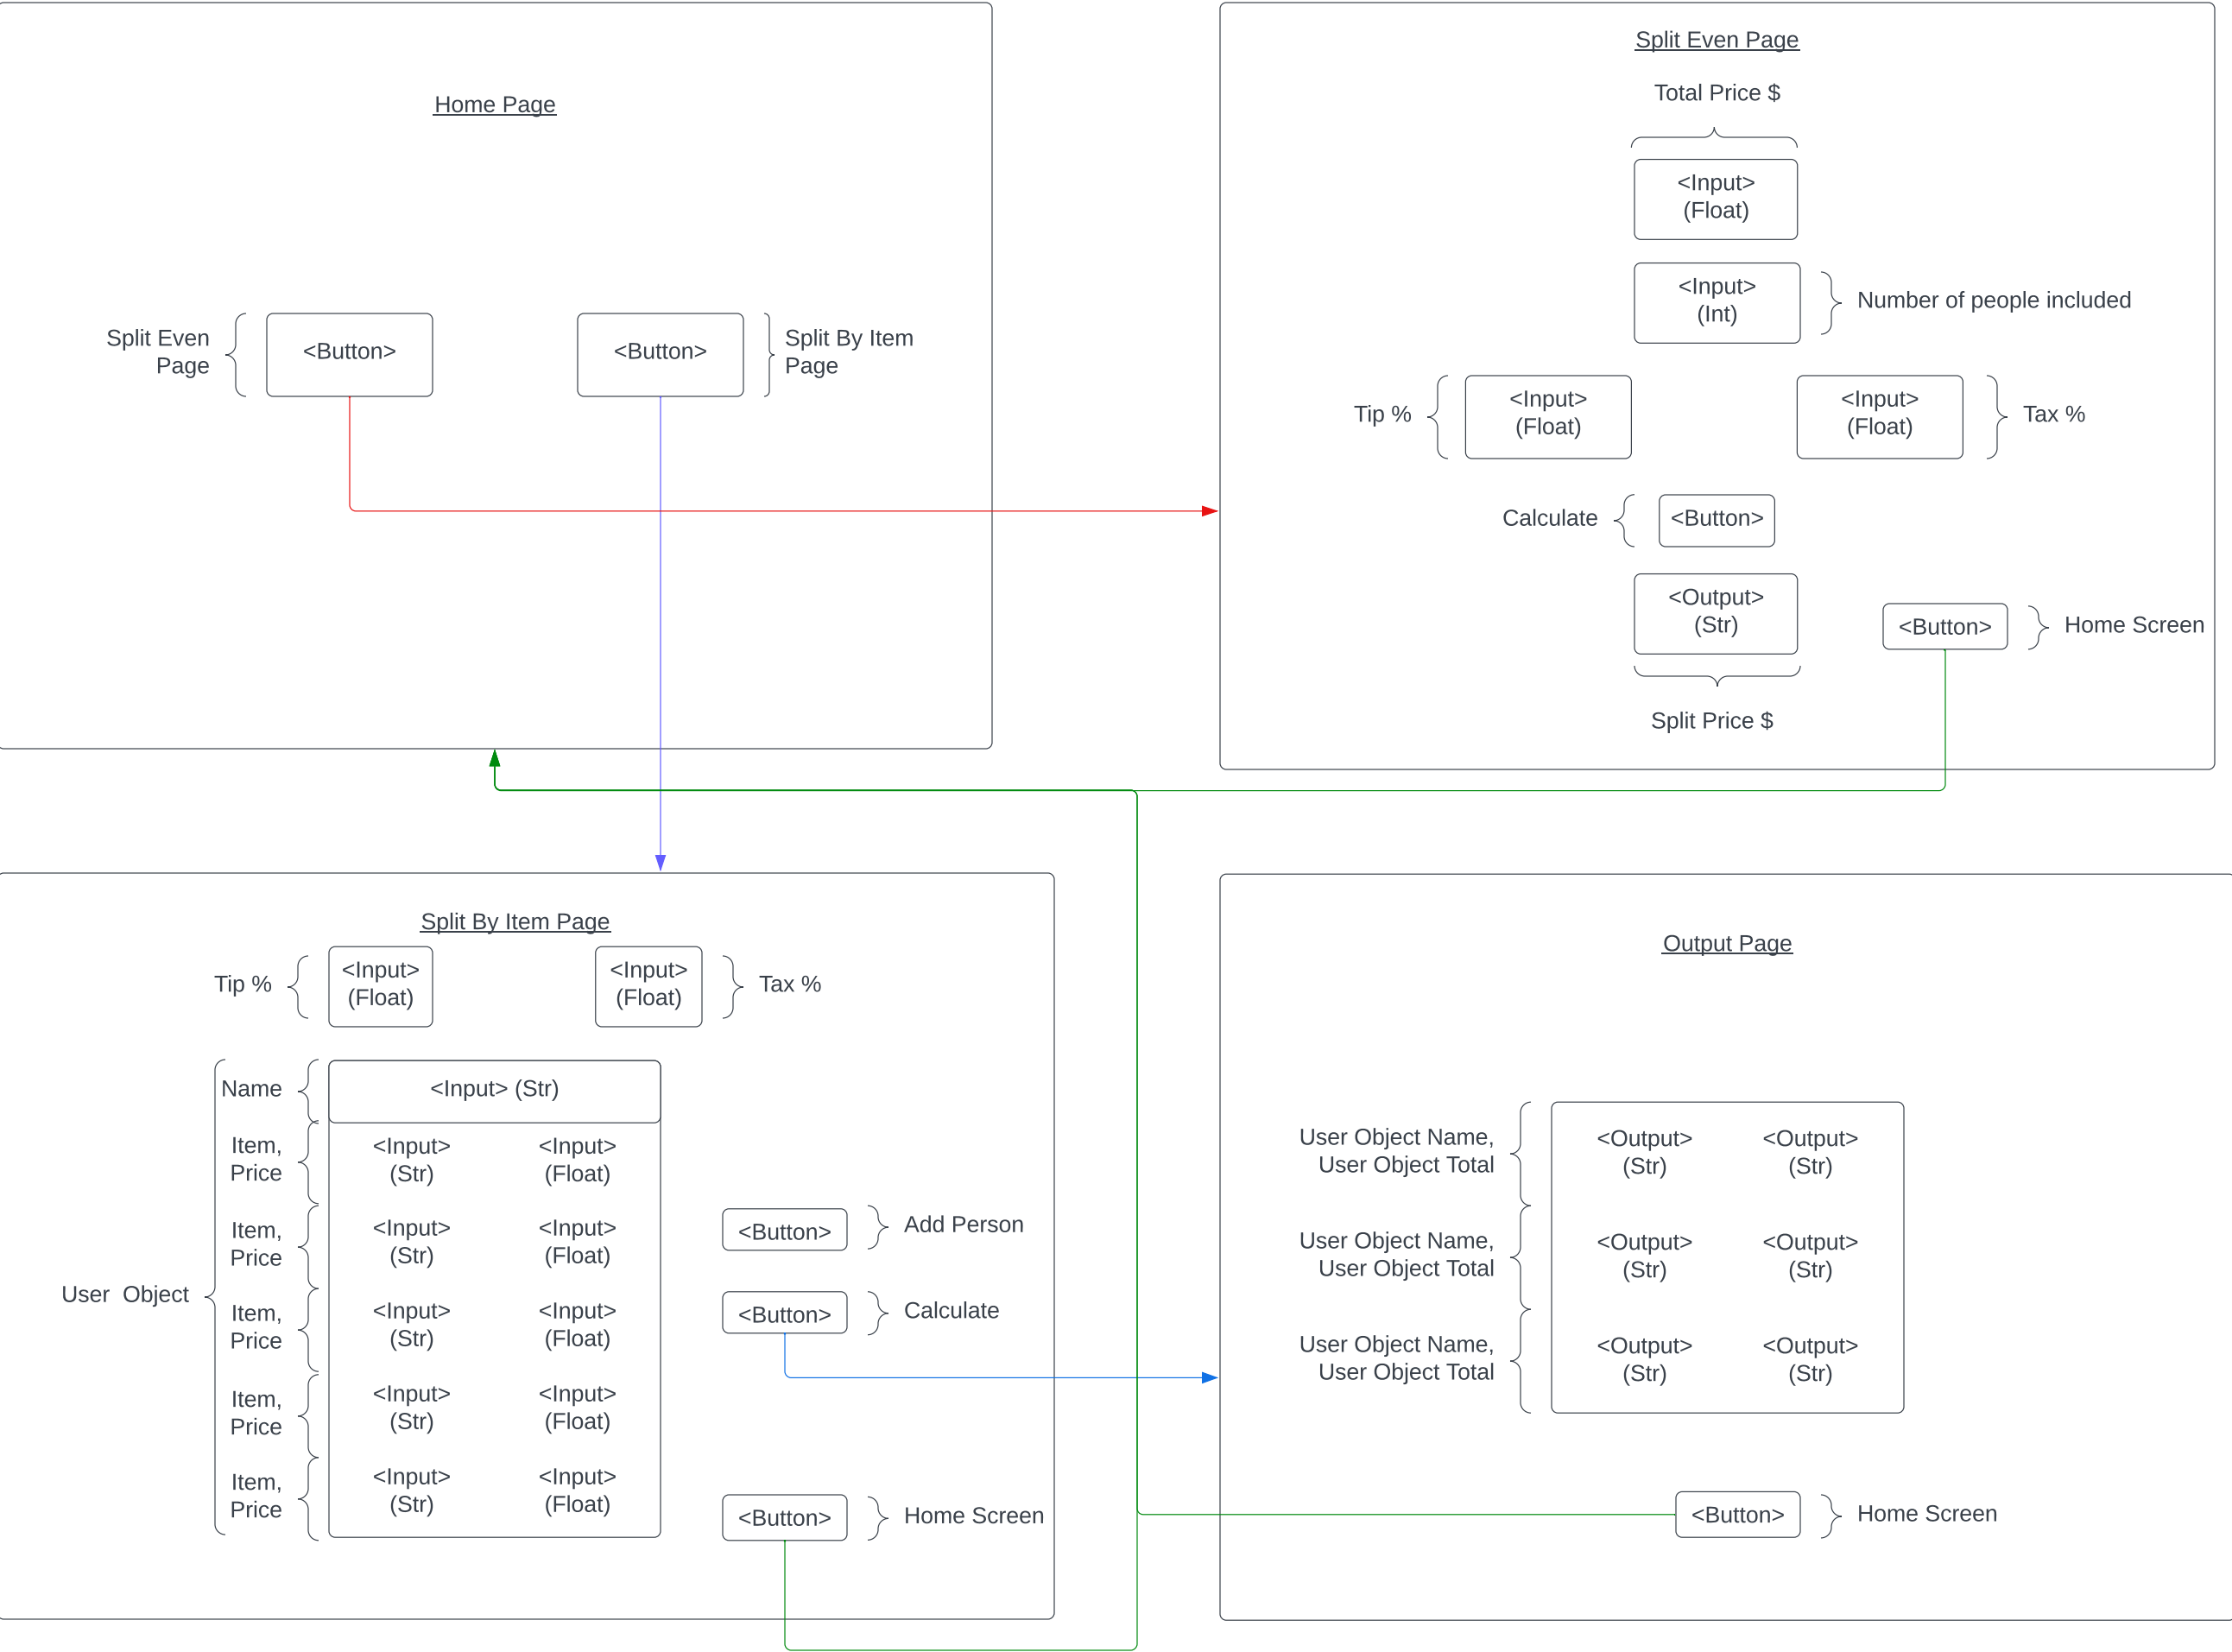 Home Page
Split Even
Page
<Button>
<Button>
Split By Item
Page
Split Even Page
Total Price $
<Input>
(Float)
<Input>
(Int)
Number of people included
Tip %
<Input>
(Float)
<Input>
(Float)
Tax %
Calculate
<Button>
<Output>
(Str)
<Button>
Home Screen
Split Price $
Split By Item Page
Tip %
<Input>
(Float)
<Input>
(Float)
Tax %
User  Object
Name
<Input> (Str)
Item,
Price
<Input>
(Str)
<Input>
(Float)
Item,
Price
<Input>
(Str)
<Input>
(Float)
Item,
Price
<Input>
(Str)
<Input>
(Float)
Item,
Price
<Input>
(Str)
<Input>
(Float)
Item,
Price
<Input>
(Str)
<Input>
(Float)
<Button>
Add Person
<Button>
Calculate
<Button>
Home Screen
Output Page
User Object Name,
User Object Total
<Output>
(Str)
<Output>
(Str)
User Object Name,
User Object Total
<Output>
(Str)
<Output>
(Str)
User Object Name,
User Object Total
<Output>
(Str)
<Output>
(Str)
<Button>
Home Screen